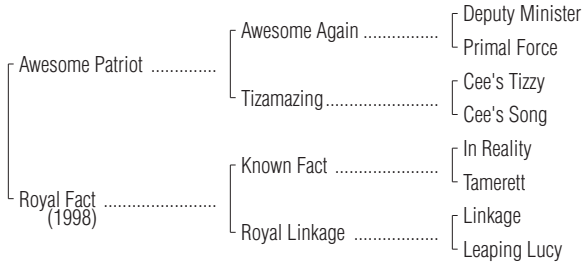 Deputy Minister
Awesome Again ................
Primal Force
Awesome Patriot ..............
Cee's Tizzy
Tizamazing........................
Cee's Song
In Reality
Known Fact ......................
Tamerett
Royal Fact ........................
(1998)
Linkage
Royal Linkage ..................
Leaping Lucy